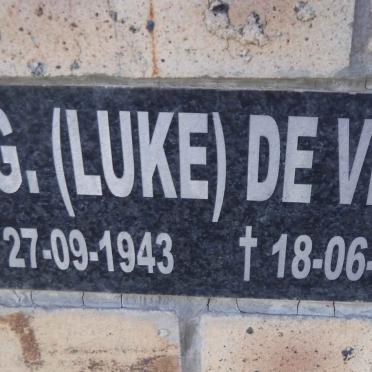 G. (LUKE) DE
27-09-1943 † 18-06-